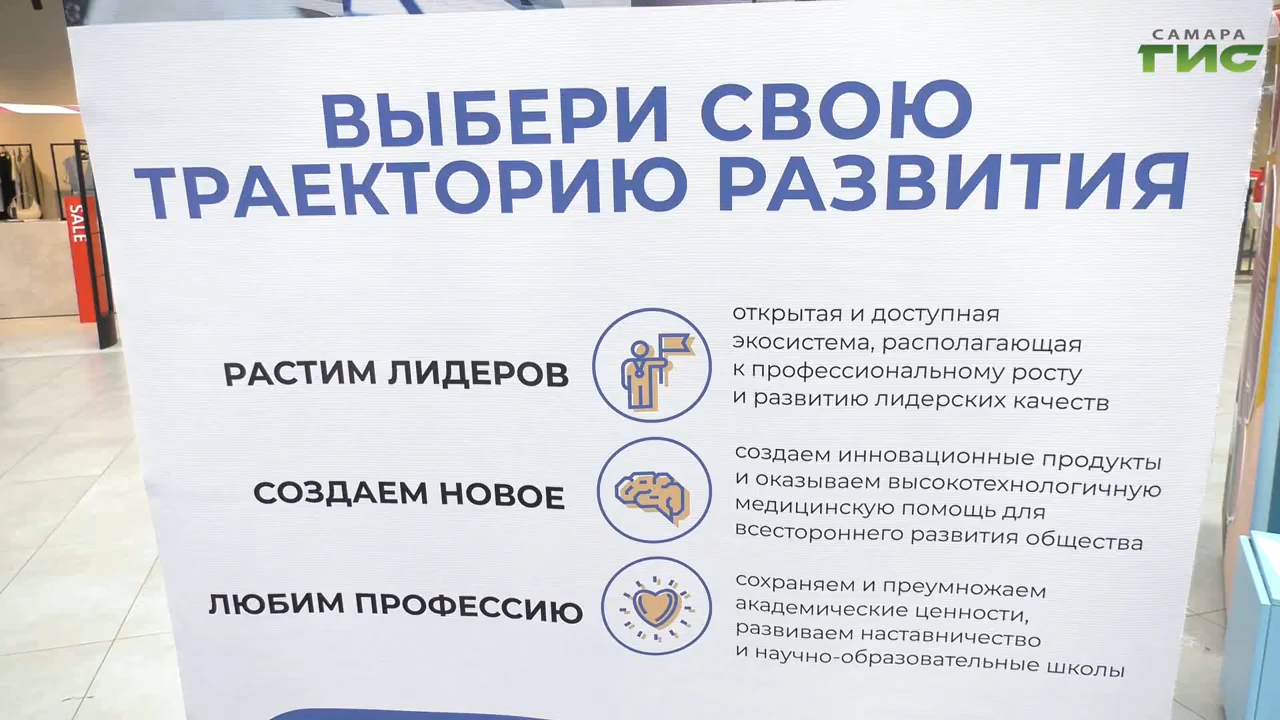 САМАРА
ГИС
ВЫБЕРИ СВОЮ
ТРАЕКТОРИЮ РАЗВИТИЯ
SALE
РАСТИМ ЛИДЕРОВ
открытая и доступная
экосистема, располагающая
к профессиональному росту
и развитию лидерских качеств
СОЗДАЕМ НОВОЕ
создаем инновационные продукты
и оказываем высокотехнологичную
медицинскую помощь для
всестороннего развития общества
ЛЮБИМ ПРОФЕССИЮ
сохраняем и преумножаем
академические ценности,
развиваем наставничество
и научно-образовательные школы